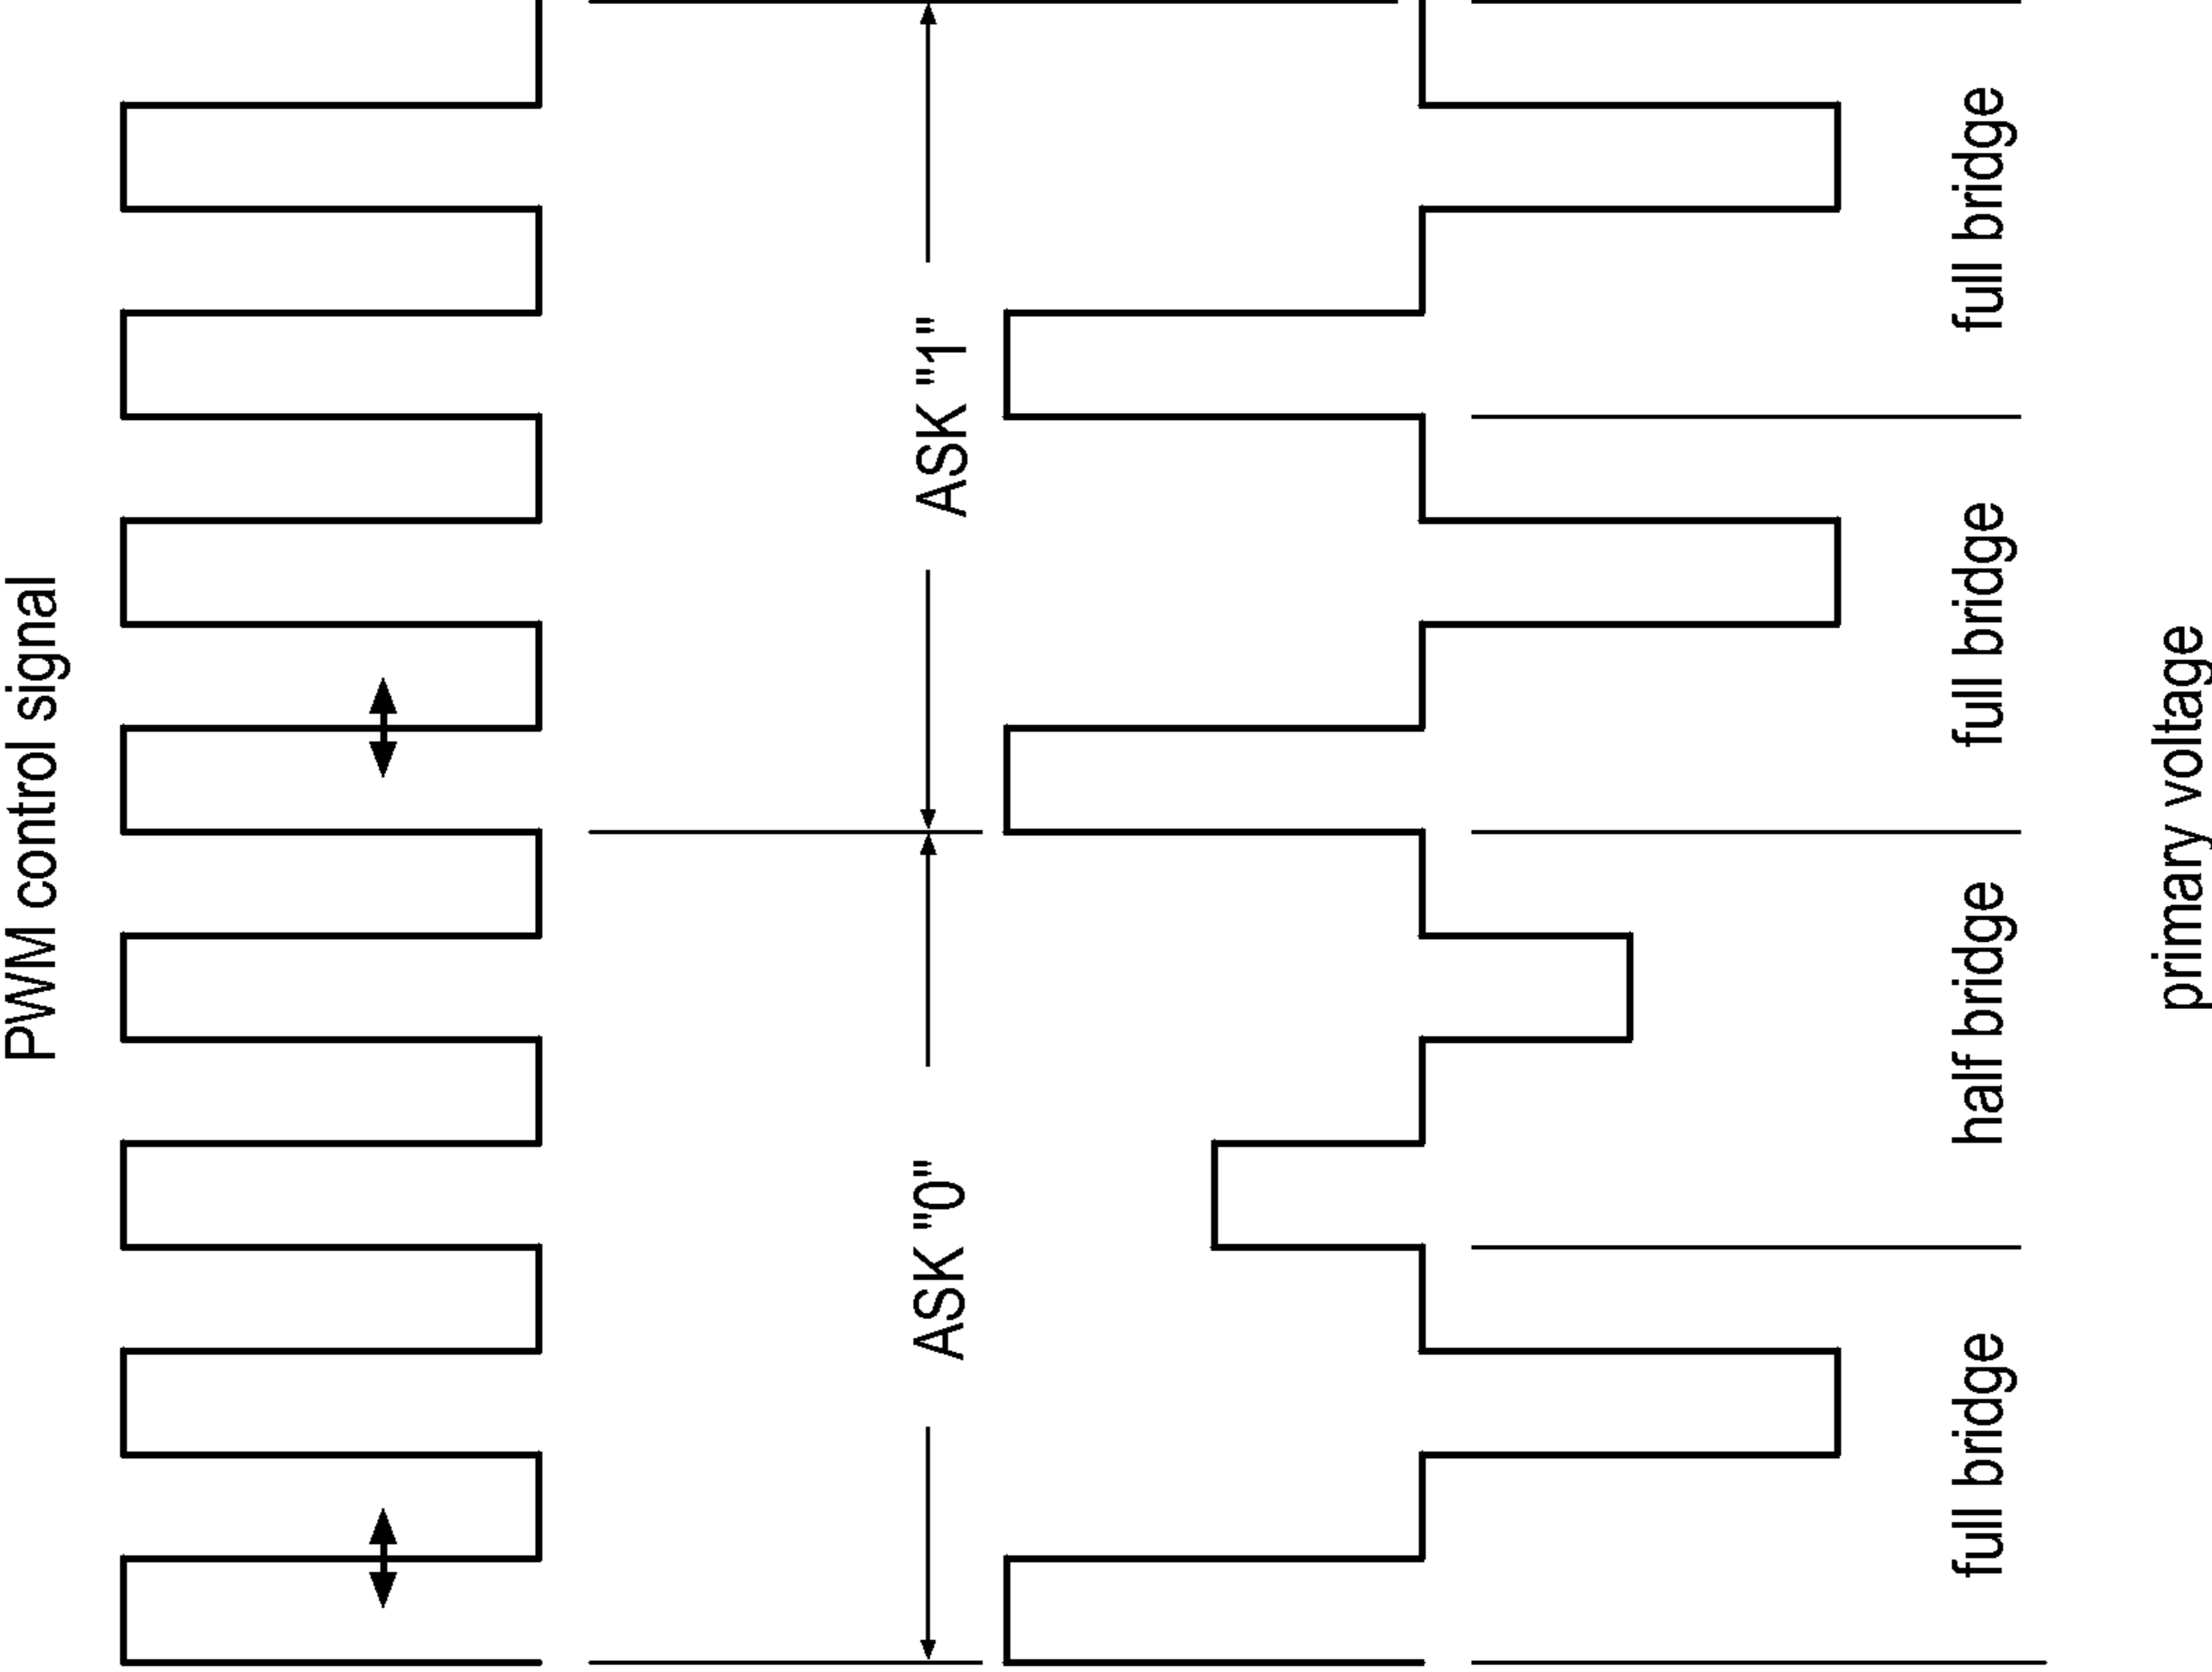 PWM control signal
ASK "0"
ASK "1"
full bridge
half bridge
full bridge
full bridge
primary voltage